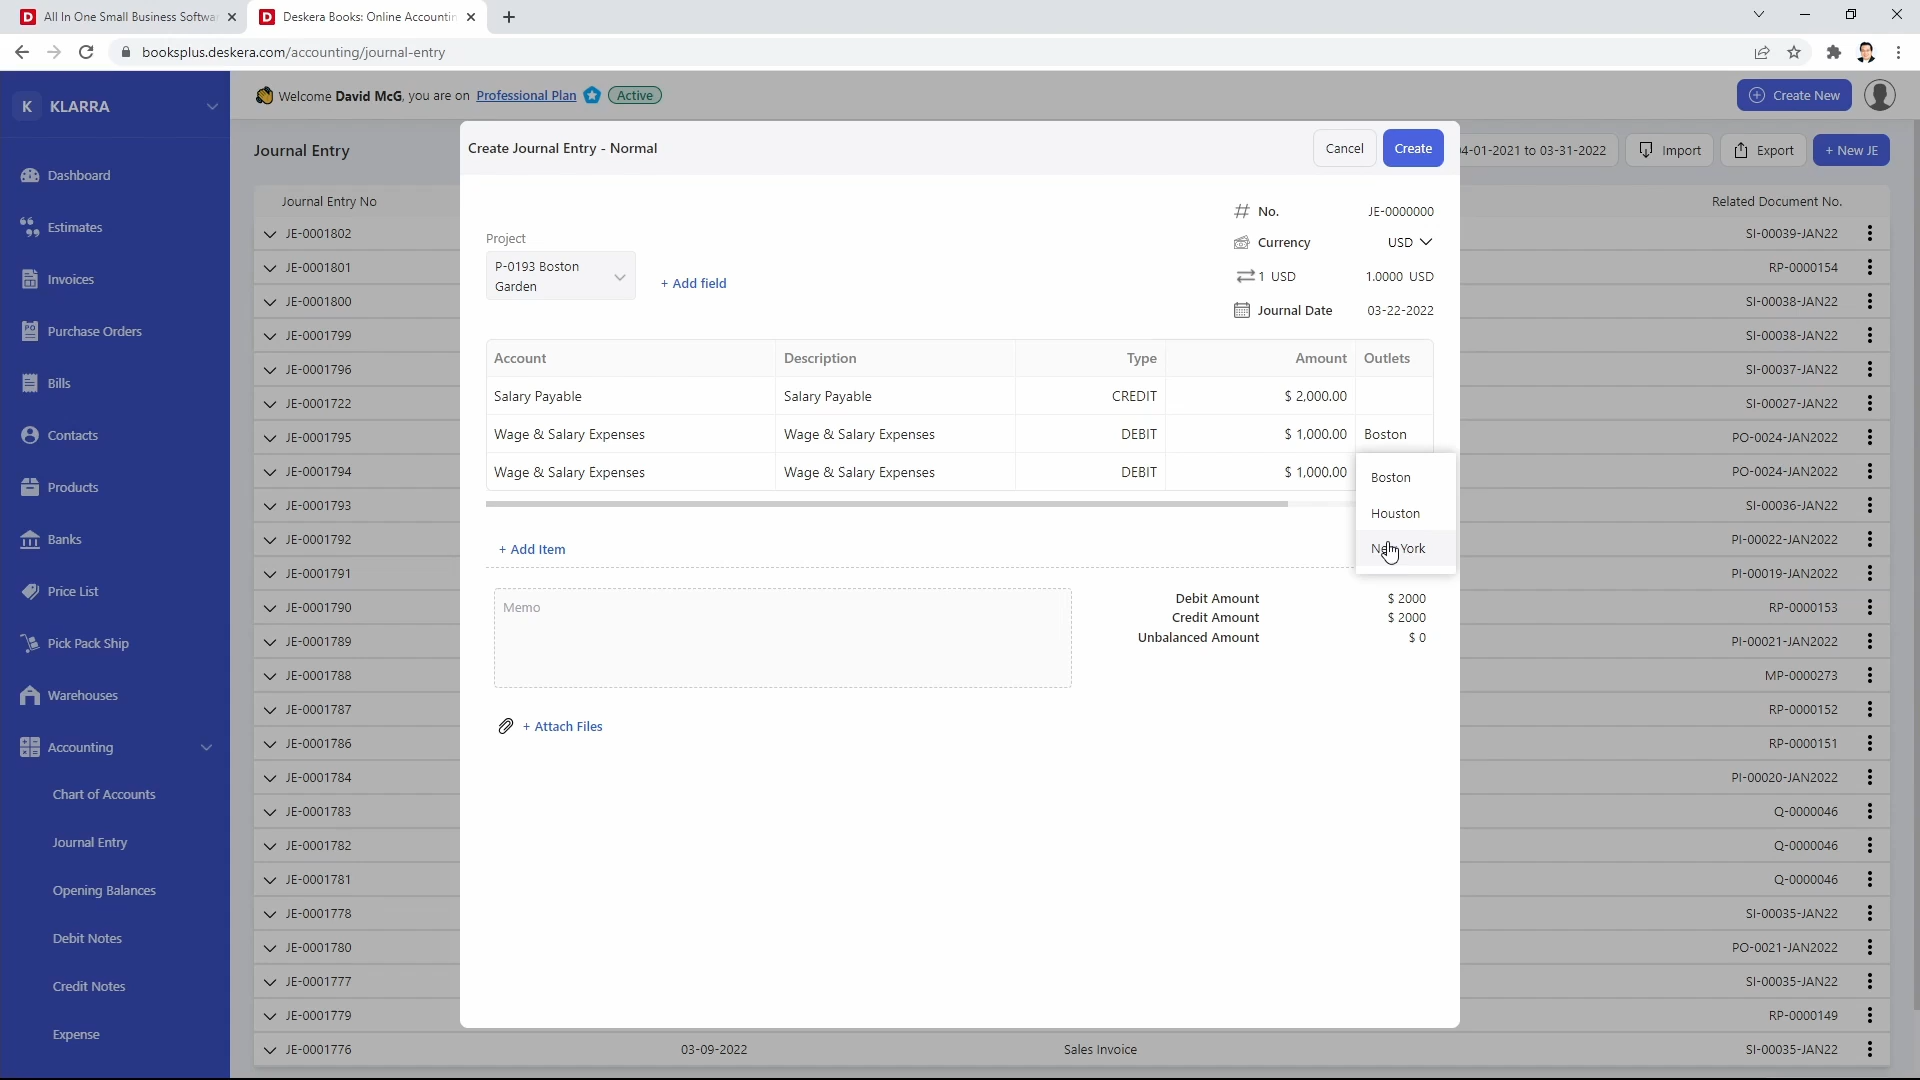 All In One Small Business Softwa
Deskera Books: Online Accountin
booksplus.deskera.com/accounting/journal-entry
K KLARRA
Welcome David McG, you are on Professional Plan Active
Create New
Journal Entry
Create Journal Entry - Normal
Cancel
Create
4-01-2021 to 03-31-2022
Import
Export
+ New JE
Dashboard
Estimates
Invoices
Purchase Orders
Bills
Contacts
Products
Banks
Price List
Pick Pack Ship
Warehouses
Accounting
Chart of Accounts
Journal Entry
Opening Balances
Debit Notes
Credit Notes
Expense
Journal Entry No
JE-0001802
JE-0001801
JE-0001800
JE-0001799
JE-0001796
JE-0001722
JE-0001795
JE-0001794
JE-0001793
JE-0001792
JE-0001791
JE-0001790
JE-0001789
JE-0001788
JE-0001787
JE-0001786
JE-0001784
JE-0001783
JE-0001782
JE-0001781
JE-0001778
JE-0001780
JE-0001777
JE-0001779
JE-0001776 03-09-2022 Sales Invoice
# No. JE-0000000
Currency USD
1 USD 1.0000 USD
Journal Date 03-22-2022
Project
P-0193 Boston
Garden
+ Add field
Account Description Type Amount Outlets
Salary Payable Salary Payable CREDIT $ 2,000.00
Wage & Salary Expenses Wage & Salary Expenses DEBIT $ 1,000.00 Boston
Wage & Salary Expenses Wage & Salary Expenses DEBIT $ 1,000.00
Boston
Houston
New York
+ Add Item
Memo
Debit Amount $ 2000
Credit Amount $ 2000
Unbalanced Amount $ 0
+ Attach Files
Related Document No.
SI-00039-JAN22
RP-0000154
SI-00038-JAN22
SI-00038-JAN22
SI-00037-JAN22
SI-00027-JAN22
PO-0024-JAN2022
PO-0024-JAN2022
SI-00036-JAN22
PI-00022-JAN2022
PI-00019-JAN2022
RP-0000153
PI-00021-JAN2022
MP-0000273
RP-0000152
RP-0000151
PI-00020-JAN2022
Q-0000046
Q-0000046
Q-0000046
SI-00035-JAN22
PO-0021-JAN2022
SI-00035-JAN22
RP-0000149
SI-00035-JAN22